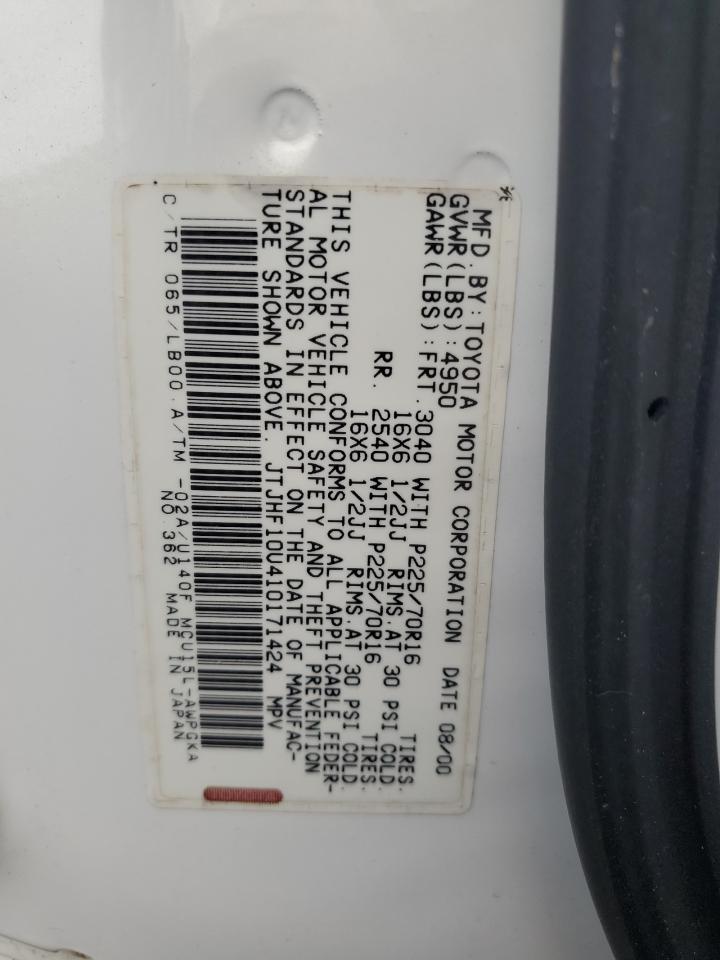 MFD.BY:TOYOTA MOTOR CORPORATION DATE 08/00
GVWR(LBS):4950
GAWR(LBS):FRT.3040 WITH P225/70R16 TIRES.
16X6 1/2JJ RIMS.AT 30 PSI COLD.
RR. 2540 WITH P225/70R16 TIRES.
16X6 1/2JJ RIMS.AT 30 PSI COLD.
THIS VEHICLE CONFORMS TO ALL APPLICABLE FEDER-
AL MOTOR VEHICLE SAFETY AND THEFT PREVENTION
STANDARDS IN EFFECT ON THE DATE OF MANUFAC-
TURE SHOWN ABOVE. JTJHF10U410171424 MPV
C/TR 065/LB00.A/TM -02A/U140F MCU15L-AWPGKA
NO.362 MADE IN JAPAN